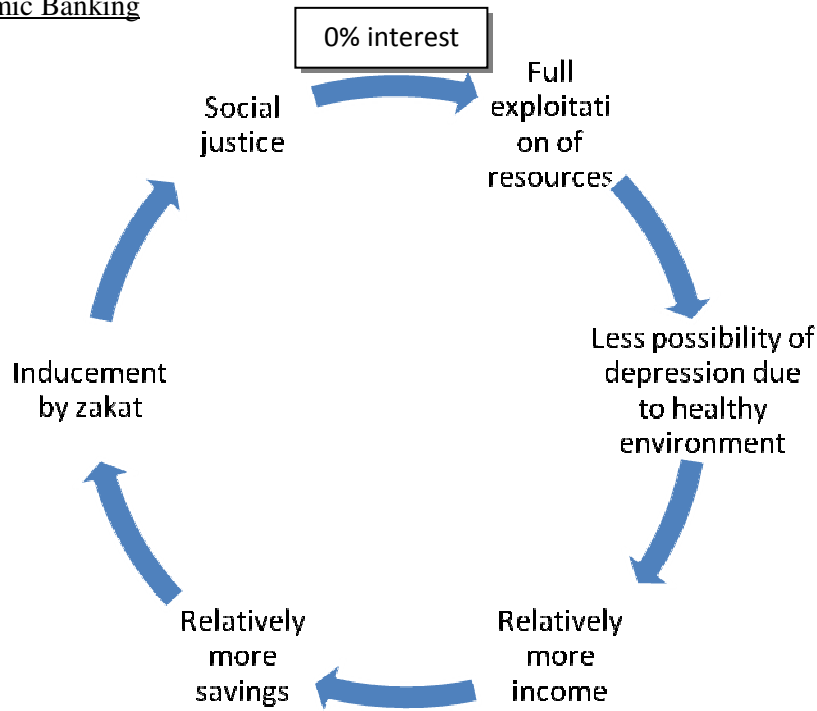 mic Banking
0% interest
Full
exploitati
on of
resources
Less possibility of
depression due
to healthy
environment
Relatively
more
income
Relatively
more
savings
Inducement
by zakat
Social
justice